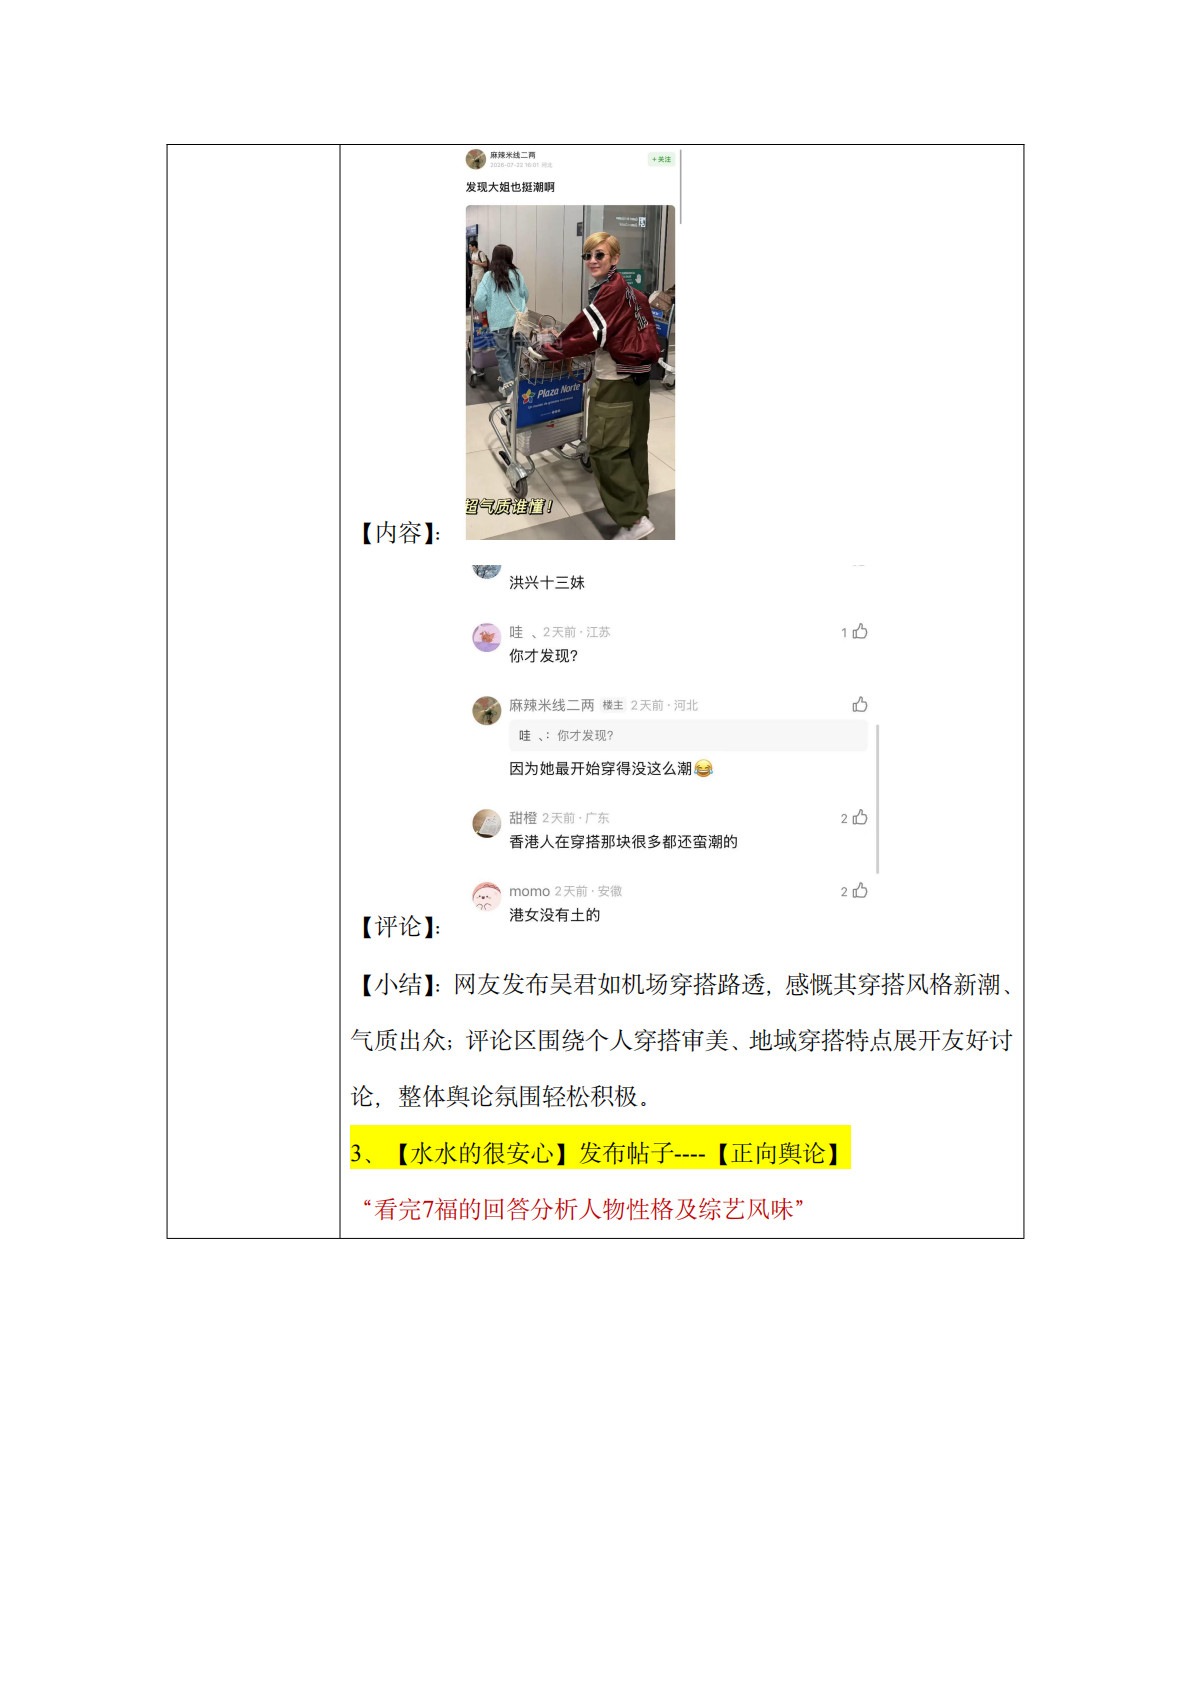 麻辣米线二两
2026-07-23 16:01 河北
+关注
发现大姐也挺潮啊
Plaza Norte
超气质谁懂！
【内容】：
洪兴十三妹
哇 、 2天前 · 江苏
1
你才发现?
麻辣米线二两 楼主 2天前 · 河北
哇 、：你才发现?
因为她最开始穿得没这么潮😂
甜橙 2天前 · 广东
2
香港人在穿搭那块很多都还蛮潮的
momo 2天前 · 安徽
2
港女没有土的
【评论】：
【小结】：网友发布吴君如机场穿搭路透，感慨其穿搭风格新潮、
气质出众；评论区围绕个人穿搭审美、地域穿搭特点展开友好讨
论，整体舆论氛围轻松积极。
3、【水水的很安心】发布帖子----【正向舆论】
“看完7福的回答分析人物性格及综艺风味”